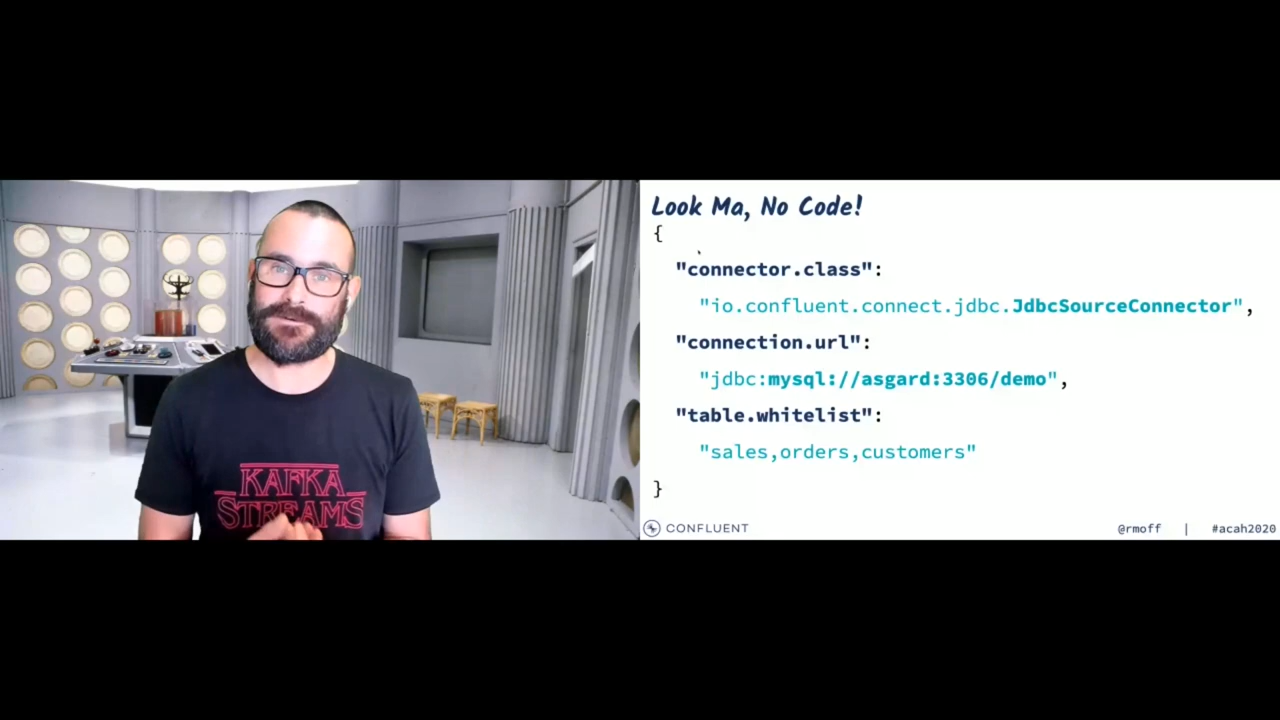 KAFKA
STREAMS
Look Ma, No Code!
{
"connector.class":
"io.confluent.connect.jdbc.JdbcSourceConnector",
"connection.url":
"jdbc:mysql://asgard:3306/demo",
"table.whitelist":
"sales,orders,customers"
}
CONFLUENT
@rmoff | #acah2020